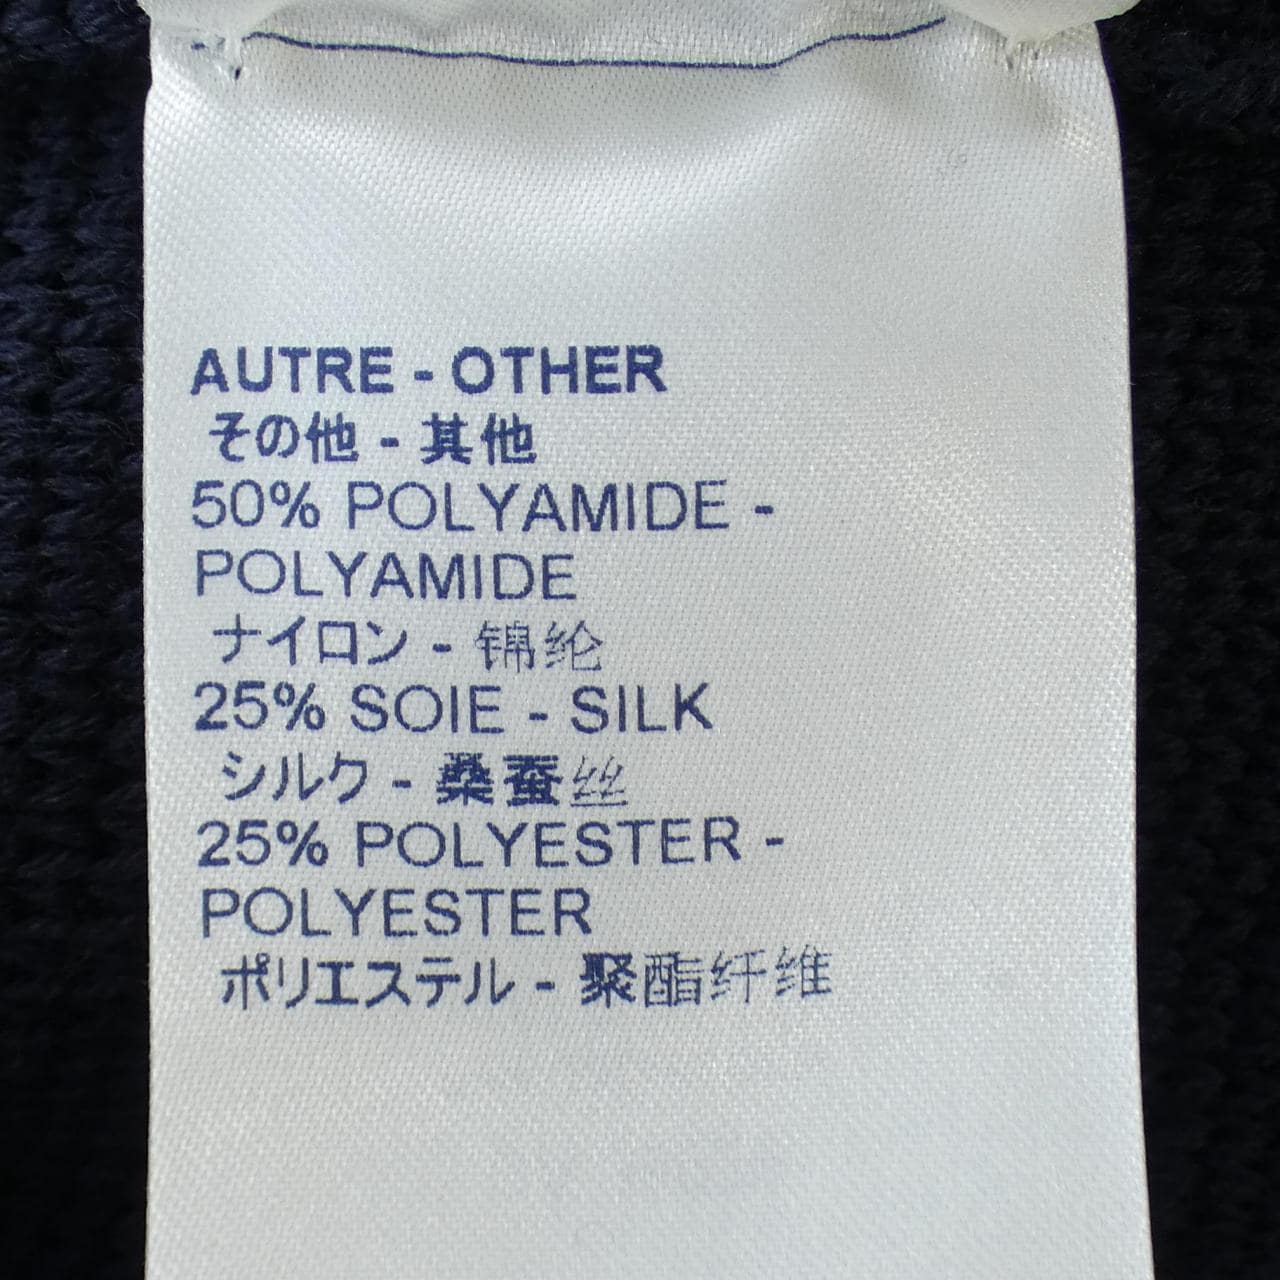 AUTRE - OTHER
その他 - 其他
50% POLYAMIDE -
POLYAMIDE
ナイロン - 锦纶
25% SOIE - SILK
シルク - 桑蚕丝
25% POLYESTER -
POLYESTER
ポリエステル - 聚酯纤维